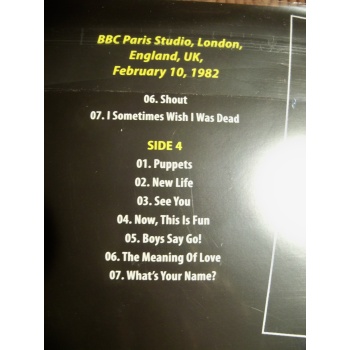 BBC Paris Studio, London,
England, UK,
February 10, 1982
06. Shout
07. I Sometimes Wish I Was Dead
SIDE 4
01. Puppets
02. New Life
03. See You
04. Now, This Is Fun
05. Boys Say Go!
06. The Meaning Of Love
07. What's Your Name?